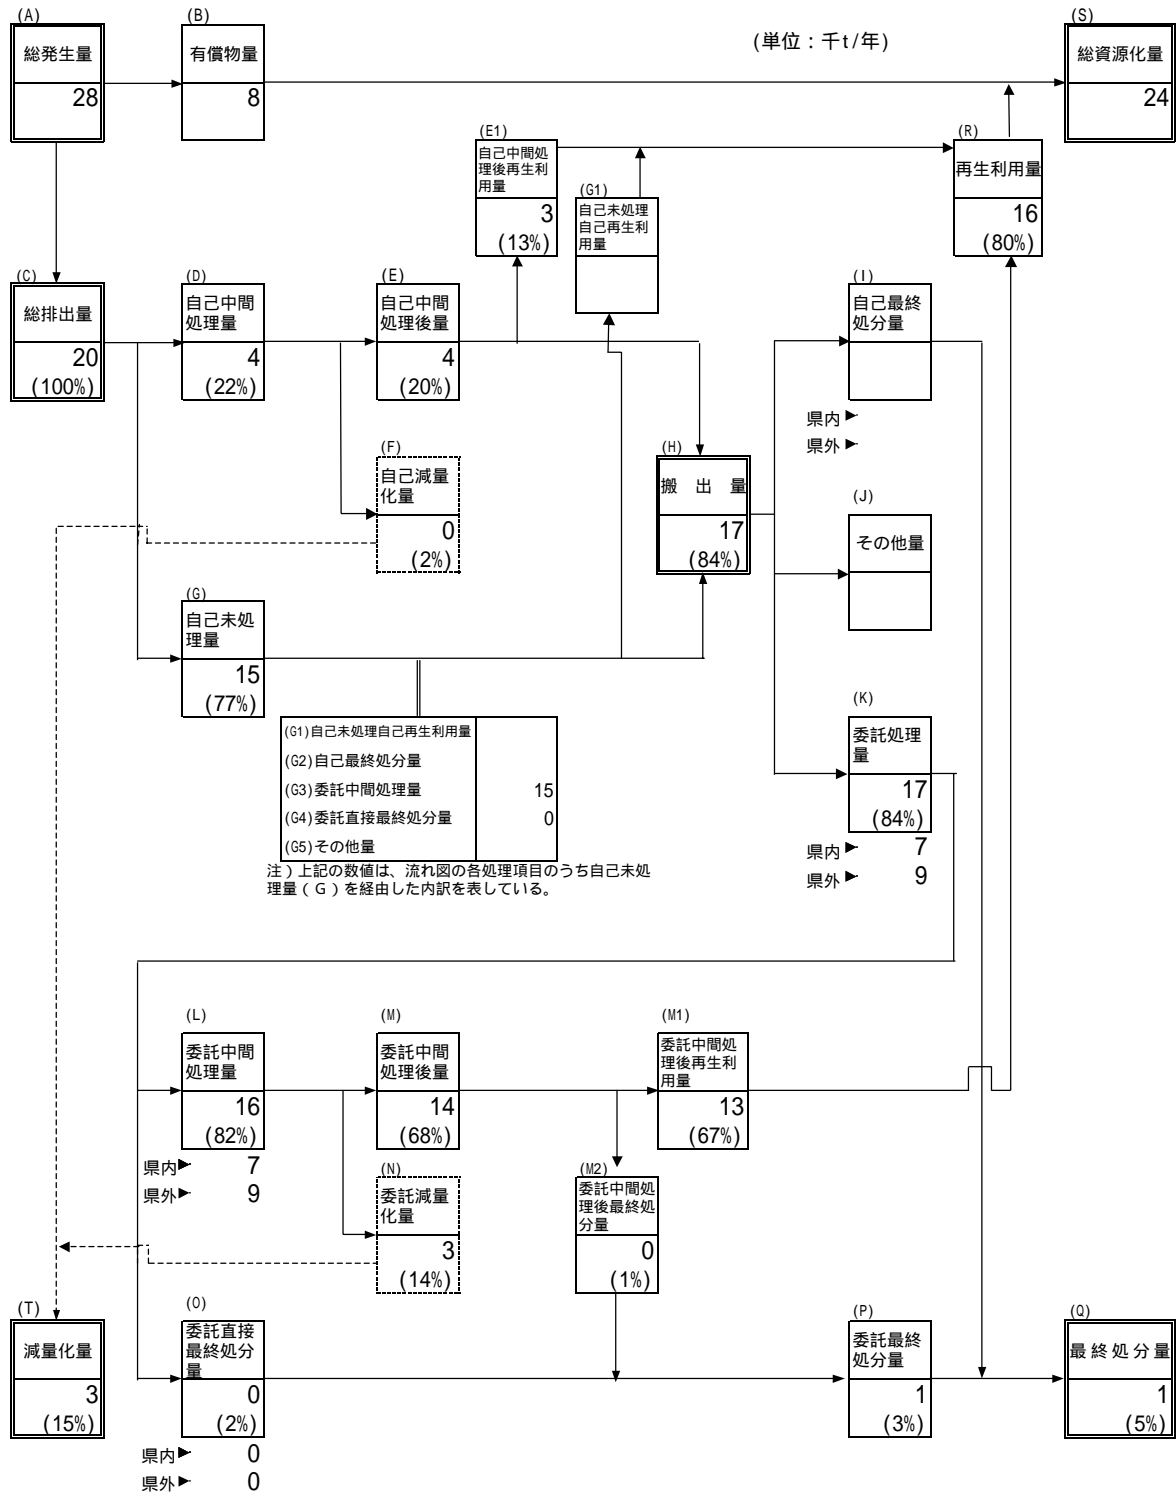 (A)
総発生量
28
(B)
有償物量
8
(単位：千t/年)
(S)
総資源化量
24
(E1)
自己中間処
理後再生利
用量
3
(13%)
(G1)
自己未処理
自己再生利
用量
(R)
再生利用量
16
(80%)
(C)
総排出量
20
(100%)
(D)
自己中間
処理量
4
(22%)
(E)
自己中間
処理後量
4
(20%)
(I)
自己最終
処分量
県内
県外
(F)
自己減量
化量
0
(2%)
(H)
搬 出 量
17
(84%)
(J)
その他量
(G)
自己未処
理量
15
(77%)
(G1)自己未処理自己再生利用量
(G2)自己最終処分量
(G3)委託中間処理量 15
(G4)委託直接最終処分量 0
(G5)その他量
注）上記の数値は、流れ図の各処理項目のうち自己未処
理量（G）を経由した内訳を表している。
(K)
委託処理
量
17
(84%)
県内 7
県外 9
(L)
委託中間
処理量
16
(82%)
県内 7
県外 9
(M)
委託中間
処理後量
14
(68%)
(M1)
委託中間処
理後再生利
用量
13
(67%)
(N)
委託減量
化量
3
(14%)
(M2)
委託中間処
理後最終処
分量
0
(1%)
(T)
減量化量
3
(15%)
(O)
委託直接
最終処分
量
0
(2%)
県内 0
県外 0
(P)
委託最終
処分量
1
(3%)
(Q)
最終処分量
1
(5%)